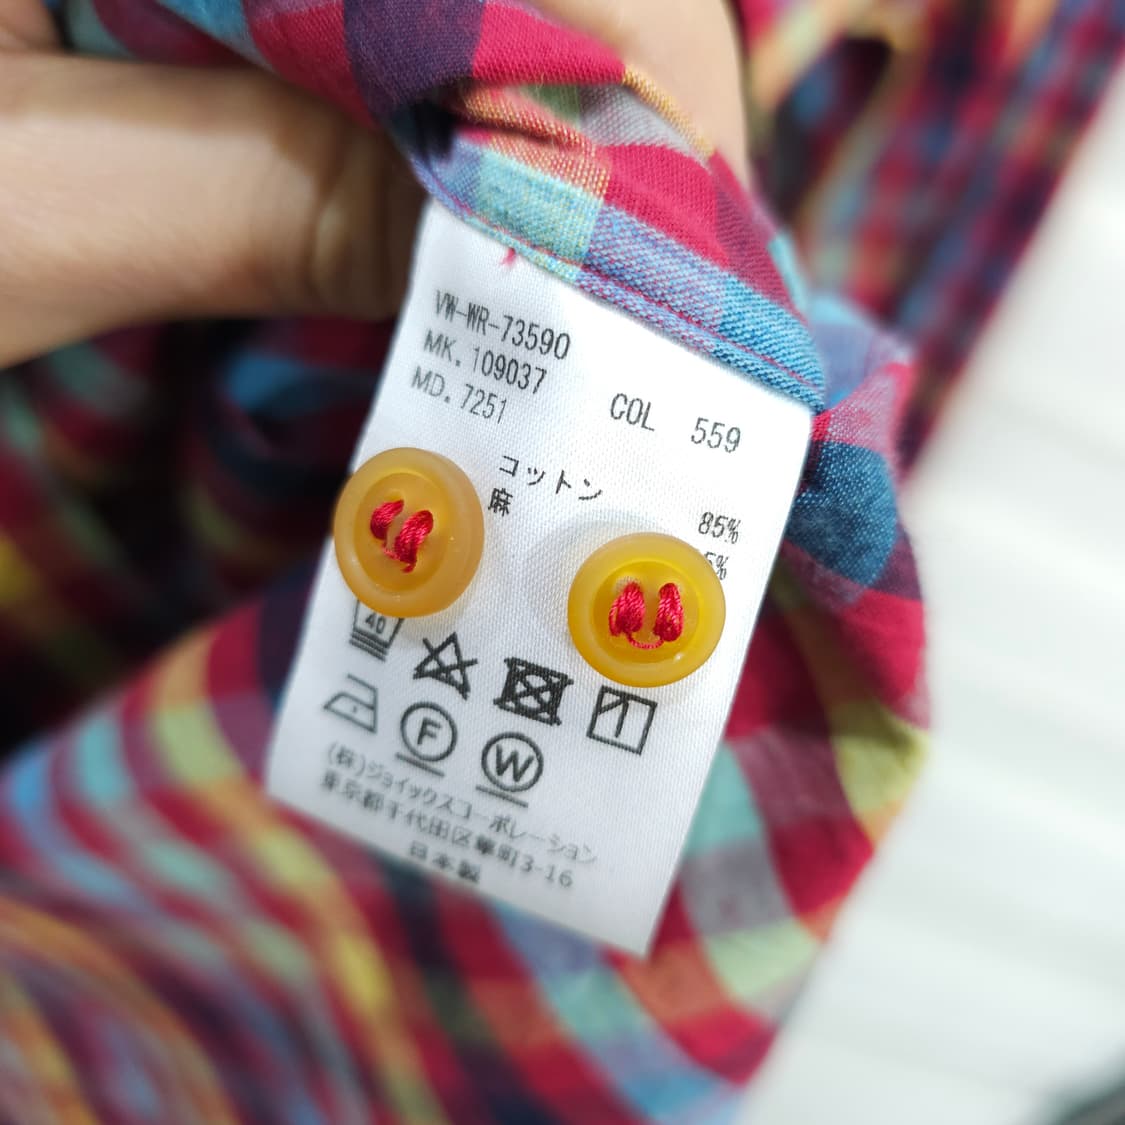 VW-WR-73590
MK. 109037
MD. 7251
COL 559
コットン 85%
麻 5%
40
F
W
(株)ジョイックスコーポレーション
東京都千代田区 町3-16
日本製